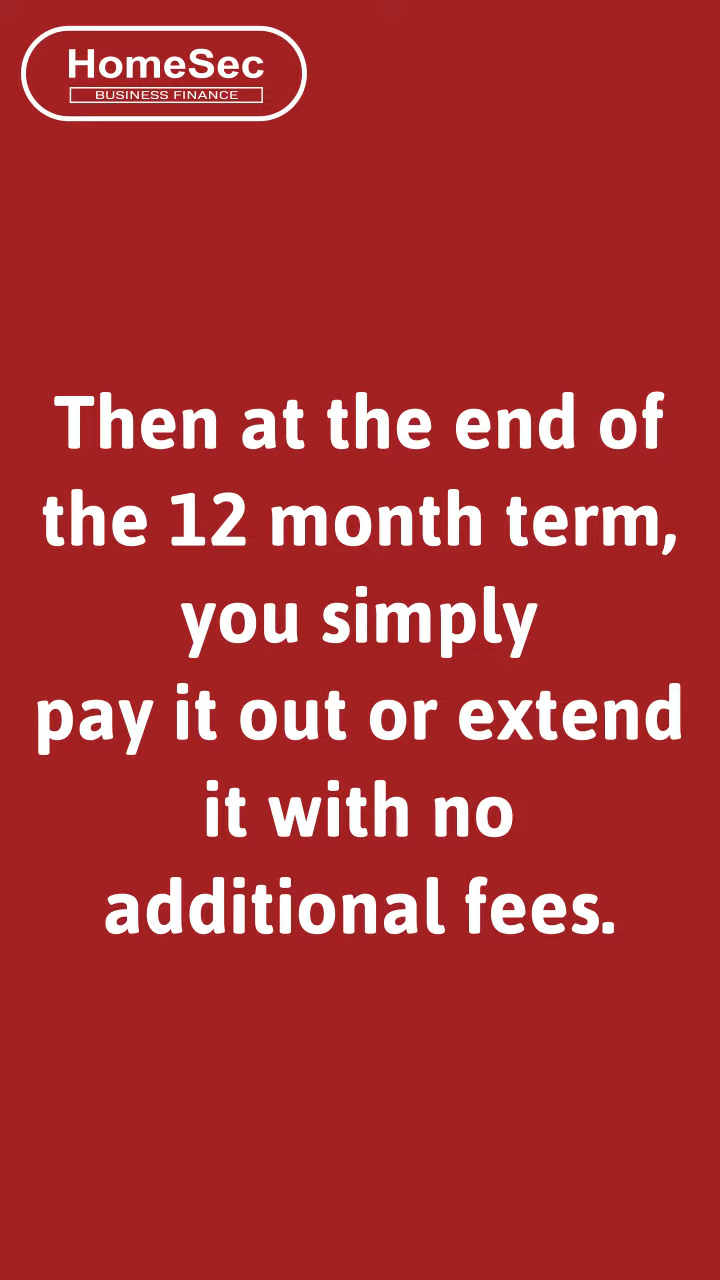 HomeSec
BUSINESS FINANCE
Then at the end of
the 12 month term,
you simply
pay it out or extend
it with no
additional fees.